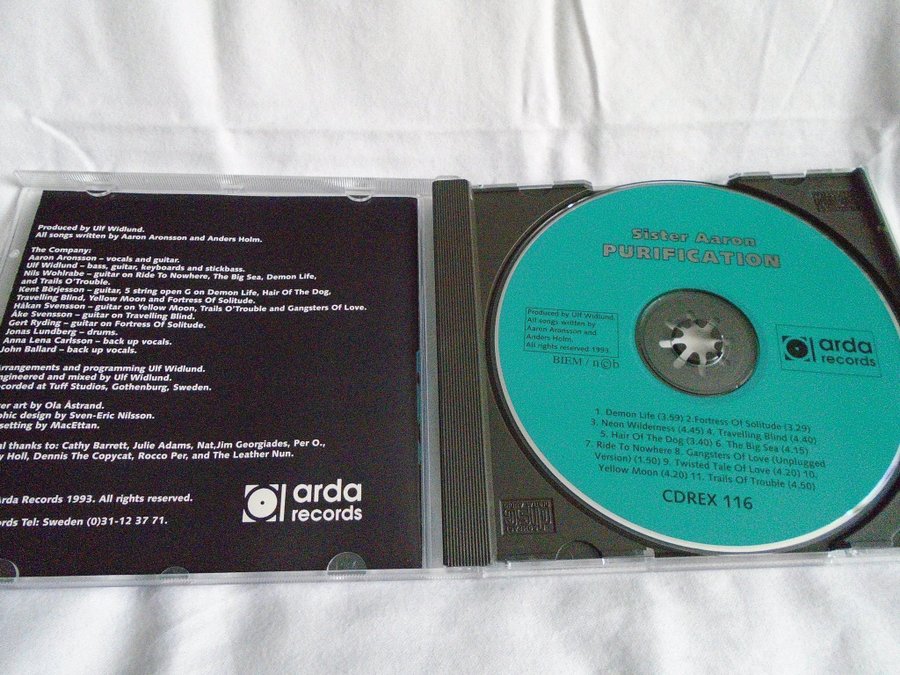 Produced by Ulf Widlund.
All songs written by Aaron Aronsson and Anders Holm.
The Company:
Aaron Aronsson – vocals and guitar.
Ulf Widlund – bass, guitar, keyboards and stickbass.
Nils Wohlrabe – guitar on Ride To Nowhere, The Big Sea, Demon Life,
and Trails O'Trouble.
Kent Börjesson – guitar, 5 string open G on Demon Life, Hair Of The Dog,
Travelling Blind, Yellow Moon and Fortress Of Solitude.
Håkan Svensson – guitar on Yellow Moon, Trails O'Trouble and Gangsters Of Love.
Åke Svensson – guitar on Travelling Blind.
Gert Ryding – guitar on Fortress Of Solitude.
Jonas Lundberg – drums.
Anna Lena Carlsson – back up vocals.
John Ballard – back up vocals.
rrangements and programming Ulf Widlund.
ngineered and mixed by Ulf Widlund.
corded at Tuff Studios, Gothenburg, Sweden.
er art by Ola Åstrand.
phic design by Sven-Eric Nilsson.
setting by MacEttan.
al thanks to: Cathy Barrett, Julie Adams, Nat,Jim Georgiades, Per O.,
y Holl, Dennis The Copycat, Rocco Per, and The Leather Nun.
Arda Records 1993. All rights reserved.
ords Tel: Sweden (0)31-12 37 71.
arda
records
Sister Aaron
PURIFICATION
Produced by Ulf Widlund.
All songs written by
Aaron Aronsson and
Anders Holm.
All rights reserved 1993
BIEM / n©b
arda
records
1. Demon Life (3.59) 2 Fortress Of Solitude (3.29)
3. Neon Wilderness (4.45) 4. Travelling Blind (4.40)
5. Hair Of The Dog (3.40) 6. The Big Sea (4.15)
7. Ride To Nowhere 8. Gangsters Of Love (Unplugged
Version) (1.50) 9. Twisted Tale Of Love (4.20) 10.
Yellow Moon (4.20) 11. Trails Of Trouble (4.50)
CDREX 116